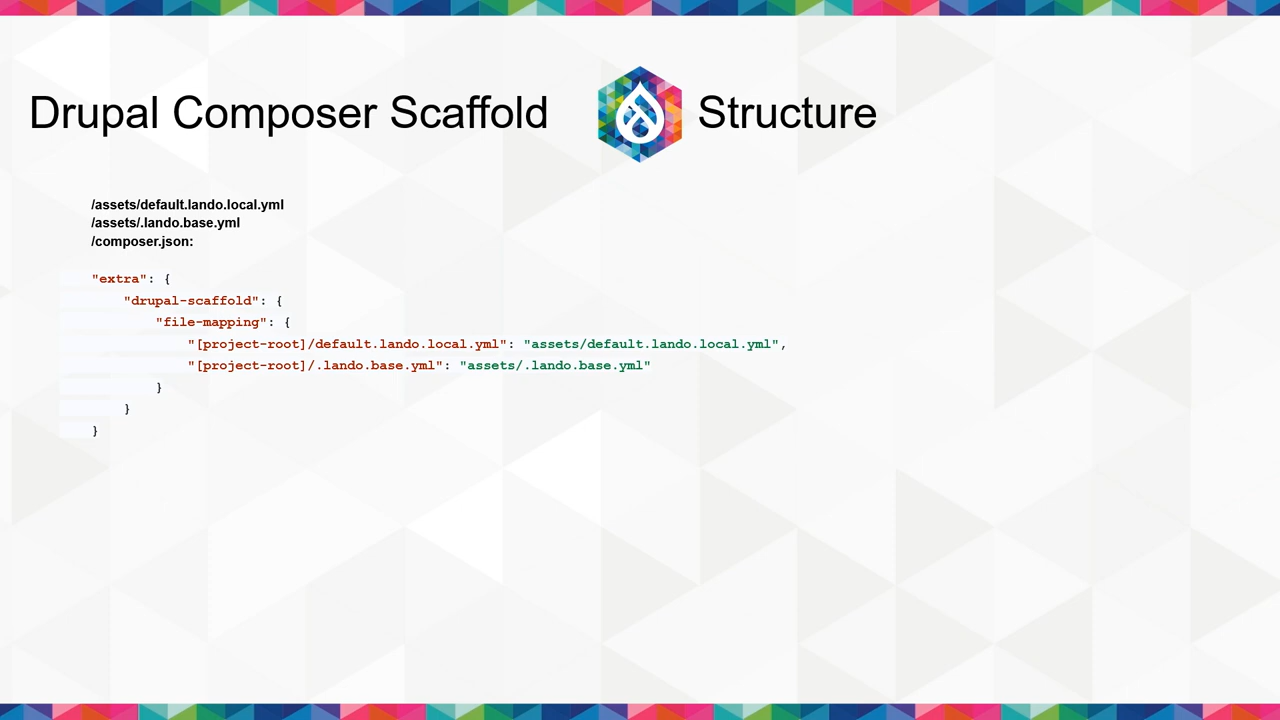 Drupal Composer Scaffold Structure
/assets/default.lando.local.yml
/assets/.lando.base.yml
/composer.json:
"extra": {
"drupal-scaffold": {
"file-mapping": {
"[project-root]/default.lando.local.yml": "assets/default.lando.local.yml",
"[project-root]/.lando.base.yml": "assets/.lando.base.yml"
}
}
}